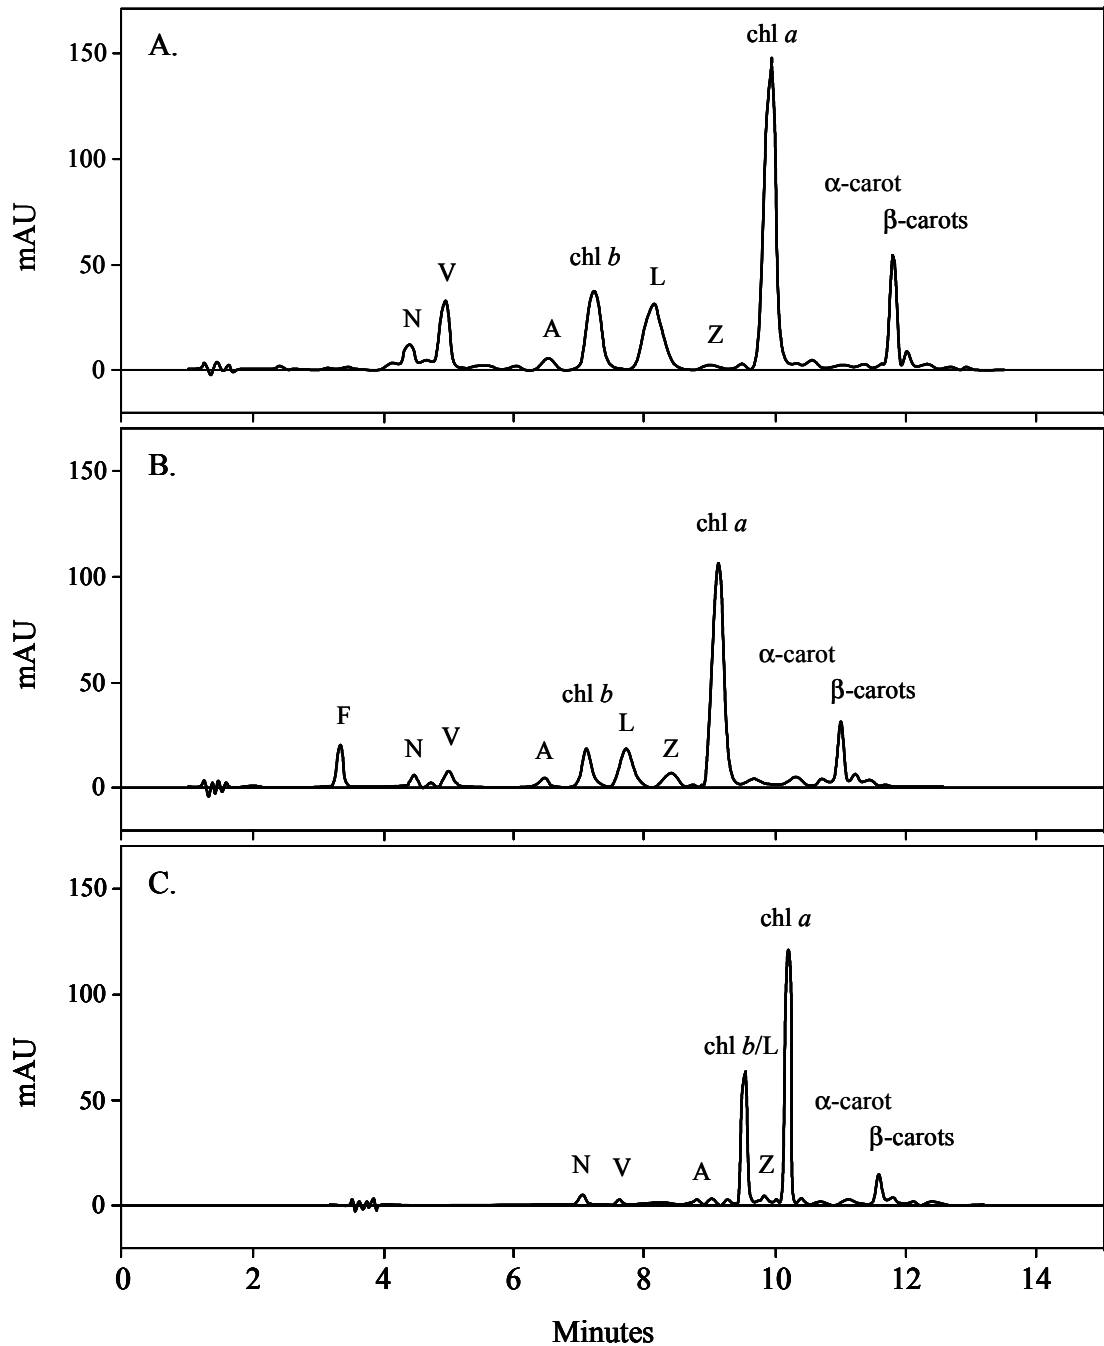 A.
chl a
150
100
α-carot
β-carots
mAU
chl b
V
L
50
N
A
Z
0
B.
150
chl a
100
α-carot
β-carots
mAU
chl b
50
F
L
V
N
A
Z
0
C.
150
chl a
100
chl b/L
α-carot
mAU
50
β-carots
N
V
A
Z
0
0 2 4 6 8 10 12 14
Minutes